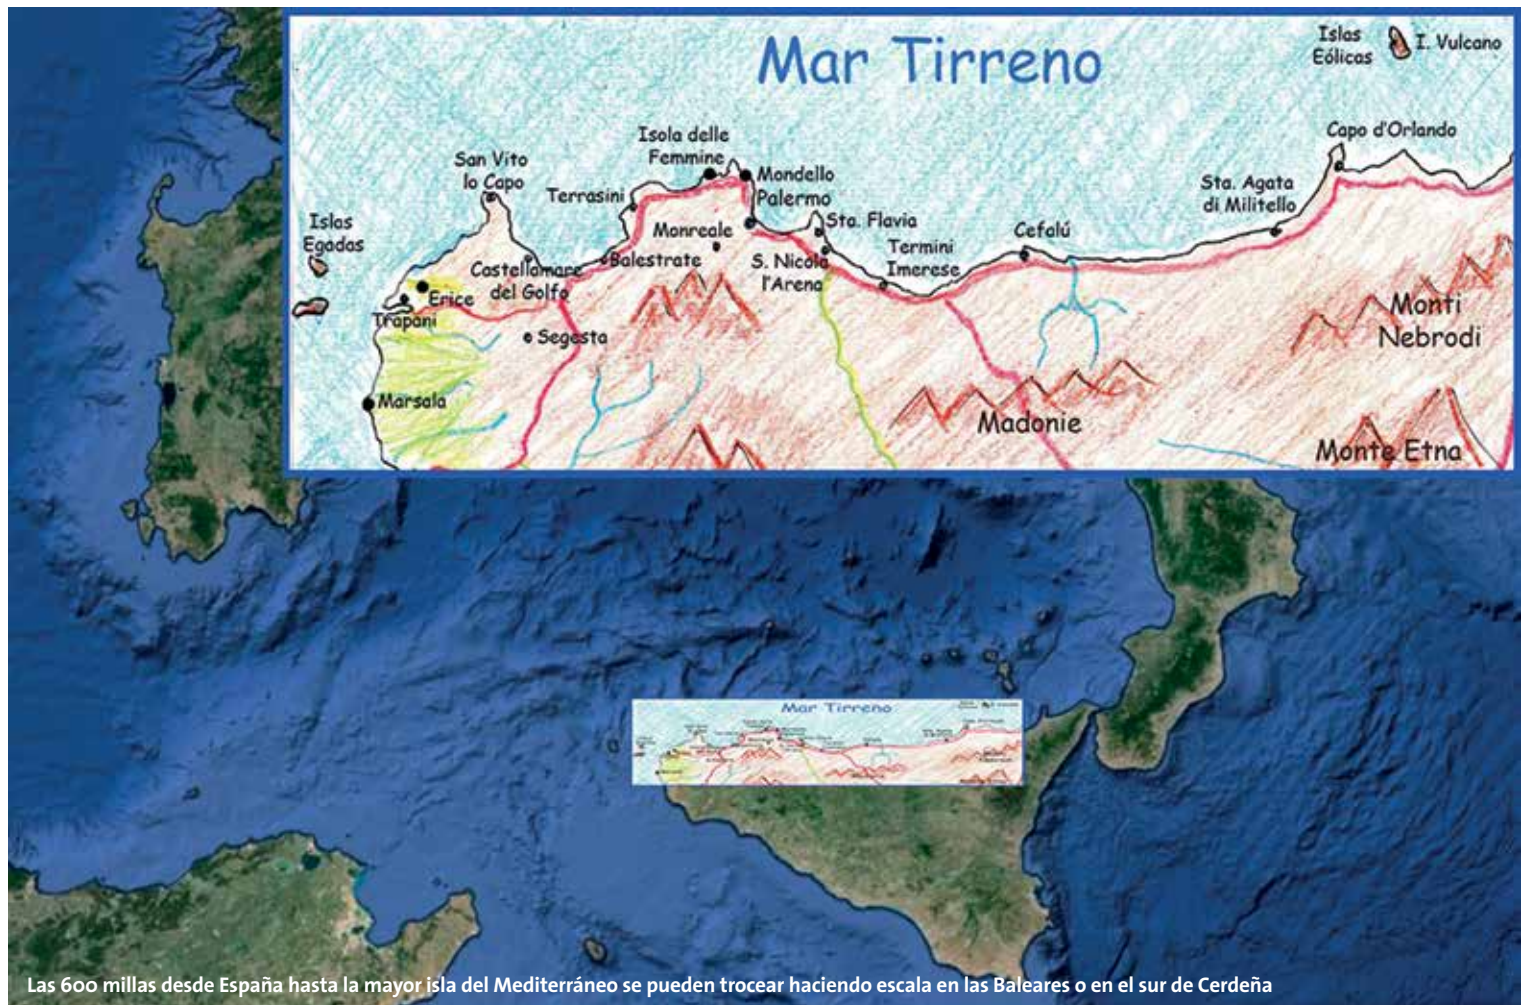 Mar Tirreno
Islas
Eólicas
I. Vulcano
Capo d'Orlando
Isola delle
Femmine
San Vito
lo Capo
Mondello
Palermo
Terrasini
Sta. Agata
di Militello
Islas
Egadas
Sta. Flavia
Monreale
Cefalú
Termini
Imerese
Balestrate
S. Nicola
l'Arena
Castellamare
del Golfo
Erice
Trapani
Monti
Nebrodi
Segesta
Marsala
Madonie
Monte Etna
Mar Tirreno
Las 600 millas desde España hasta la mayor isla del Mediterráneo se pueden trocear haciendo escala en las Baleares o en el sur de Cerdeña